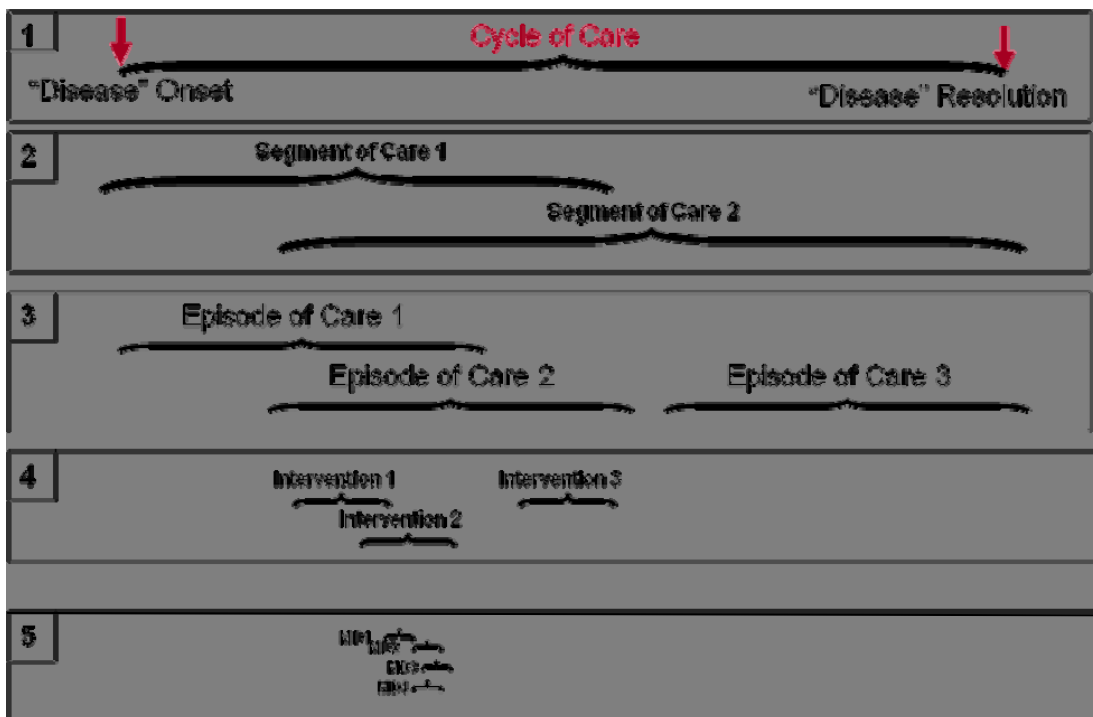 1
Cycle of Care
"Disease" Onset
"Disease" Resolution
2
Segment of Care 1
Segment of Care 2
3
Episode of Care 1
Episode of Care 2
Episode of Care 3
4
Intervention 1
Intervention 3
Intervention 2
5